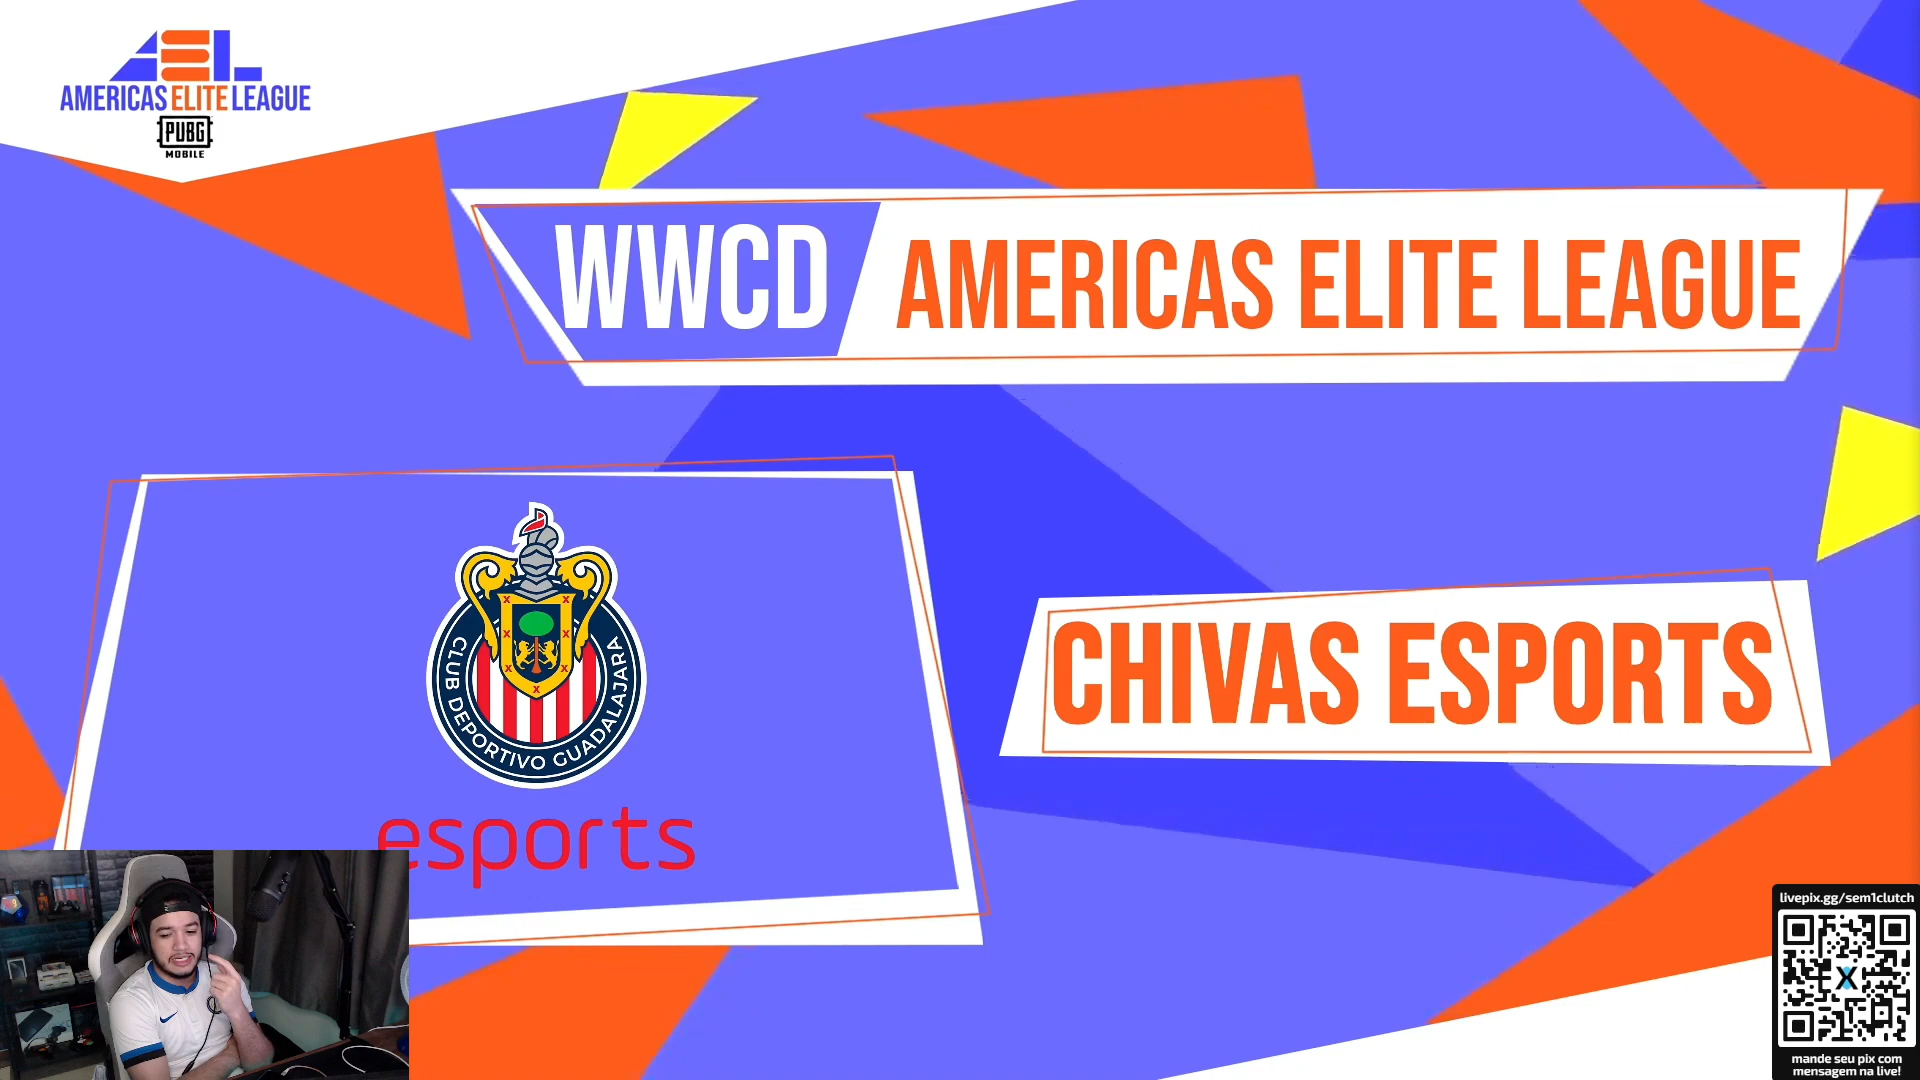 AEL
AMERICAS ELITE LEAGUE
PUBG
MOBILE
WWCD
AMERICAS ELITE LEAGUE
CLUB DEPORTIVO GUADALAJARA
esports
CHIVAS ESPORTS
livepix.gg/sem1clutch
mande seu pix com
mensagem na live!